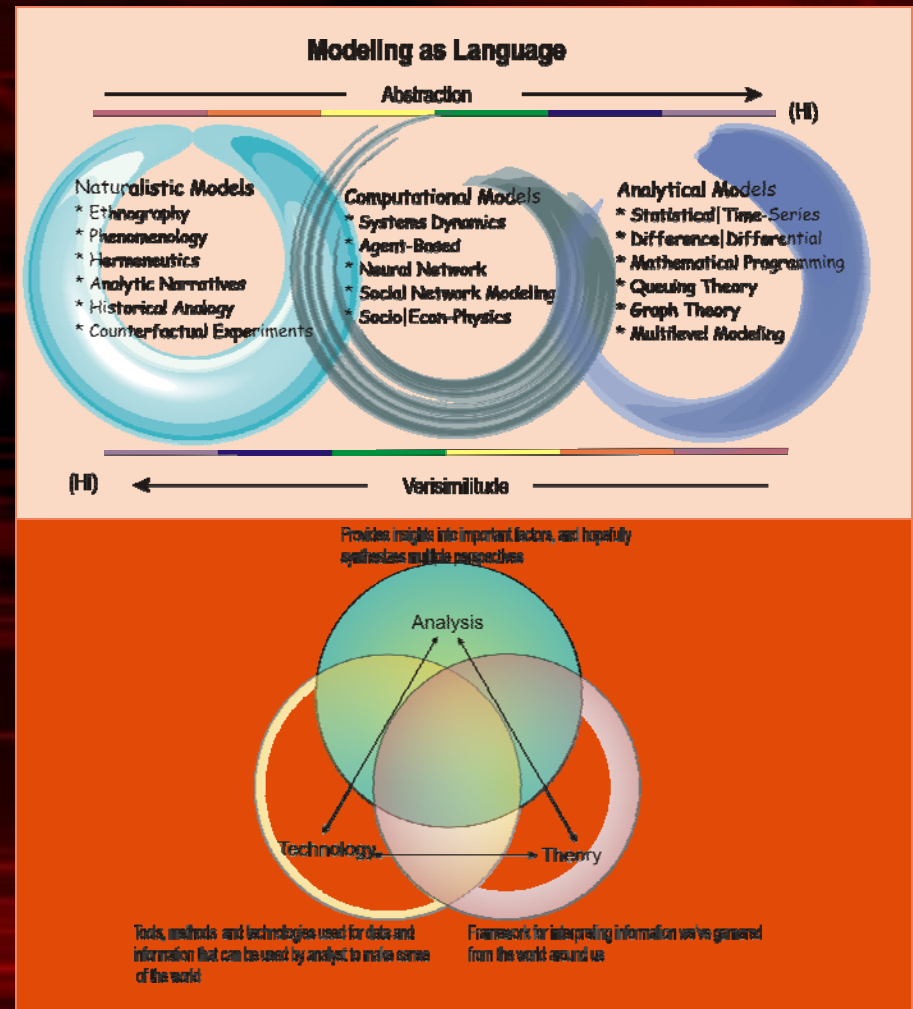 Modeling as Language
Abstraction
(HI)
Naturalistic Models
* Ethnography
* Phenomenology
* Hermeneutics
* Analytic Narratives
* Historical Analogy
* Counterfactual Experiments
Computational Models
* Systems Dynamics
* Agent-Based
* Neural Network
* Social Network Modeling
* Socio|Econ-Physics
Analytical Models
* Statistical|Time-Series
* Difference|Differential
* Mathematical Programming
* Queuing Theory
* Graph Theory
* Multilevel Modeling
(HI)
Verisimilitude
Provides insights into important factors, and hopefully
synthesizes multiple perspectives
Analysis
Technology
Theory
Tools, methods and technologies used for data and
information that can be used by analyst to make sense
of the world
Framework for interpreting information we've garnered
from the world around us